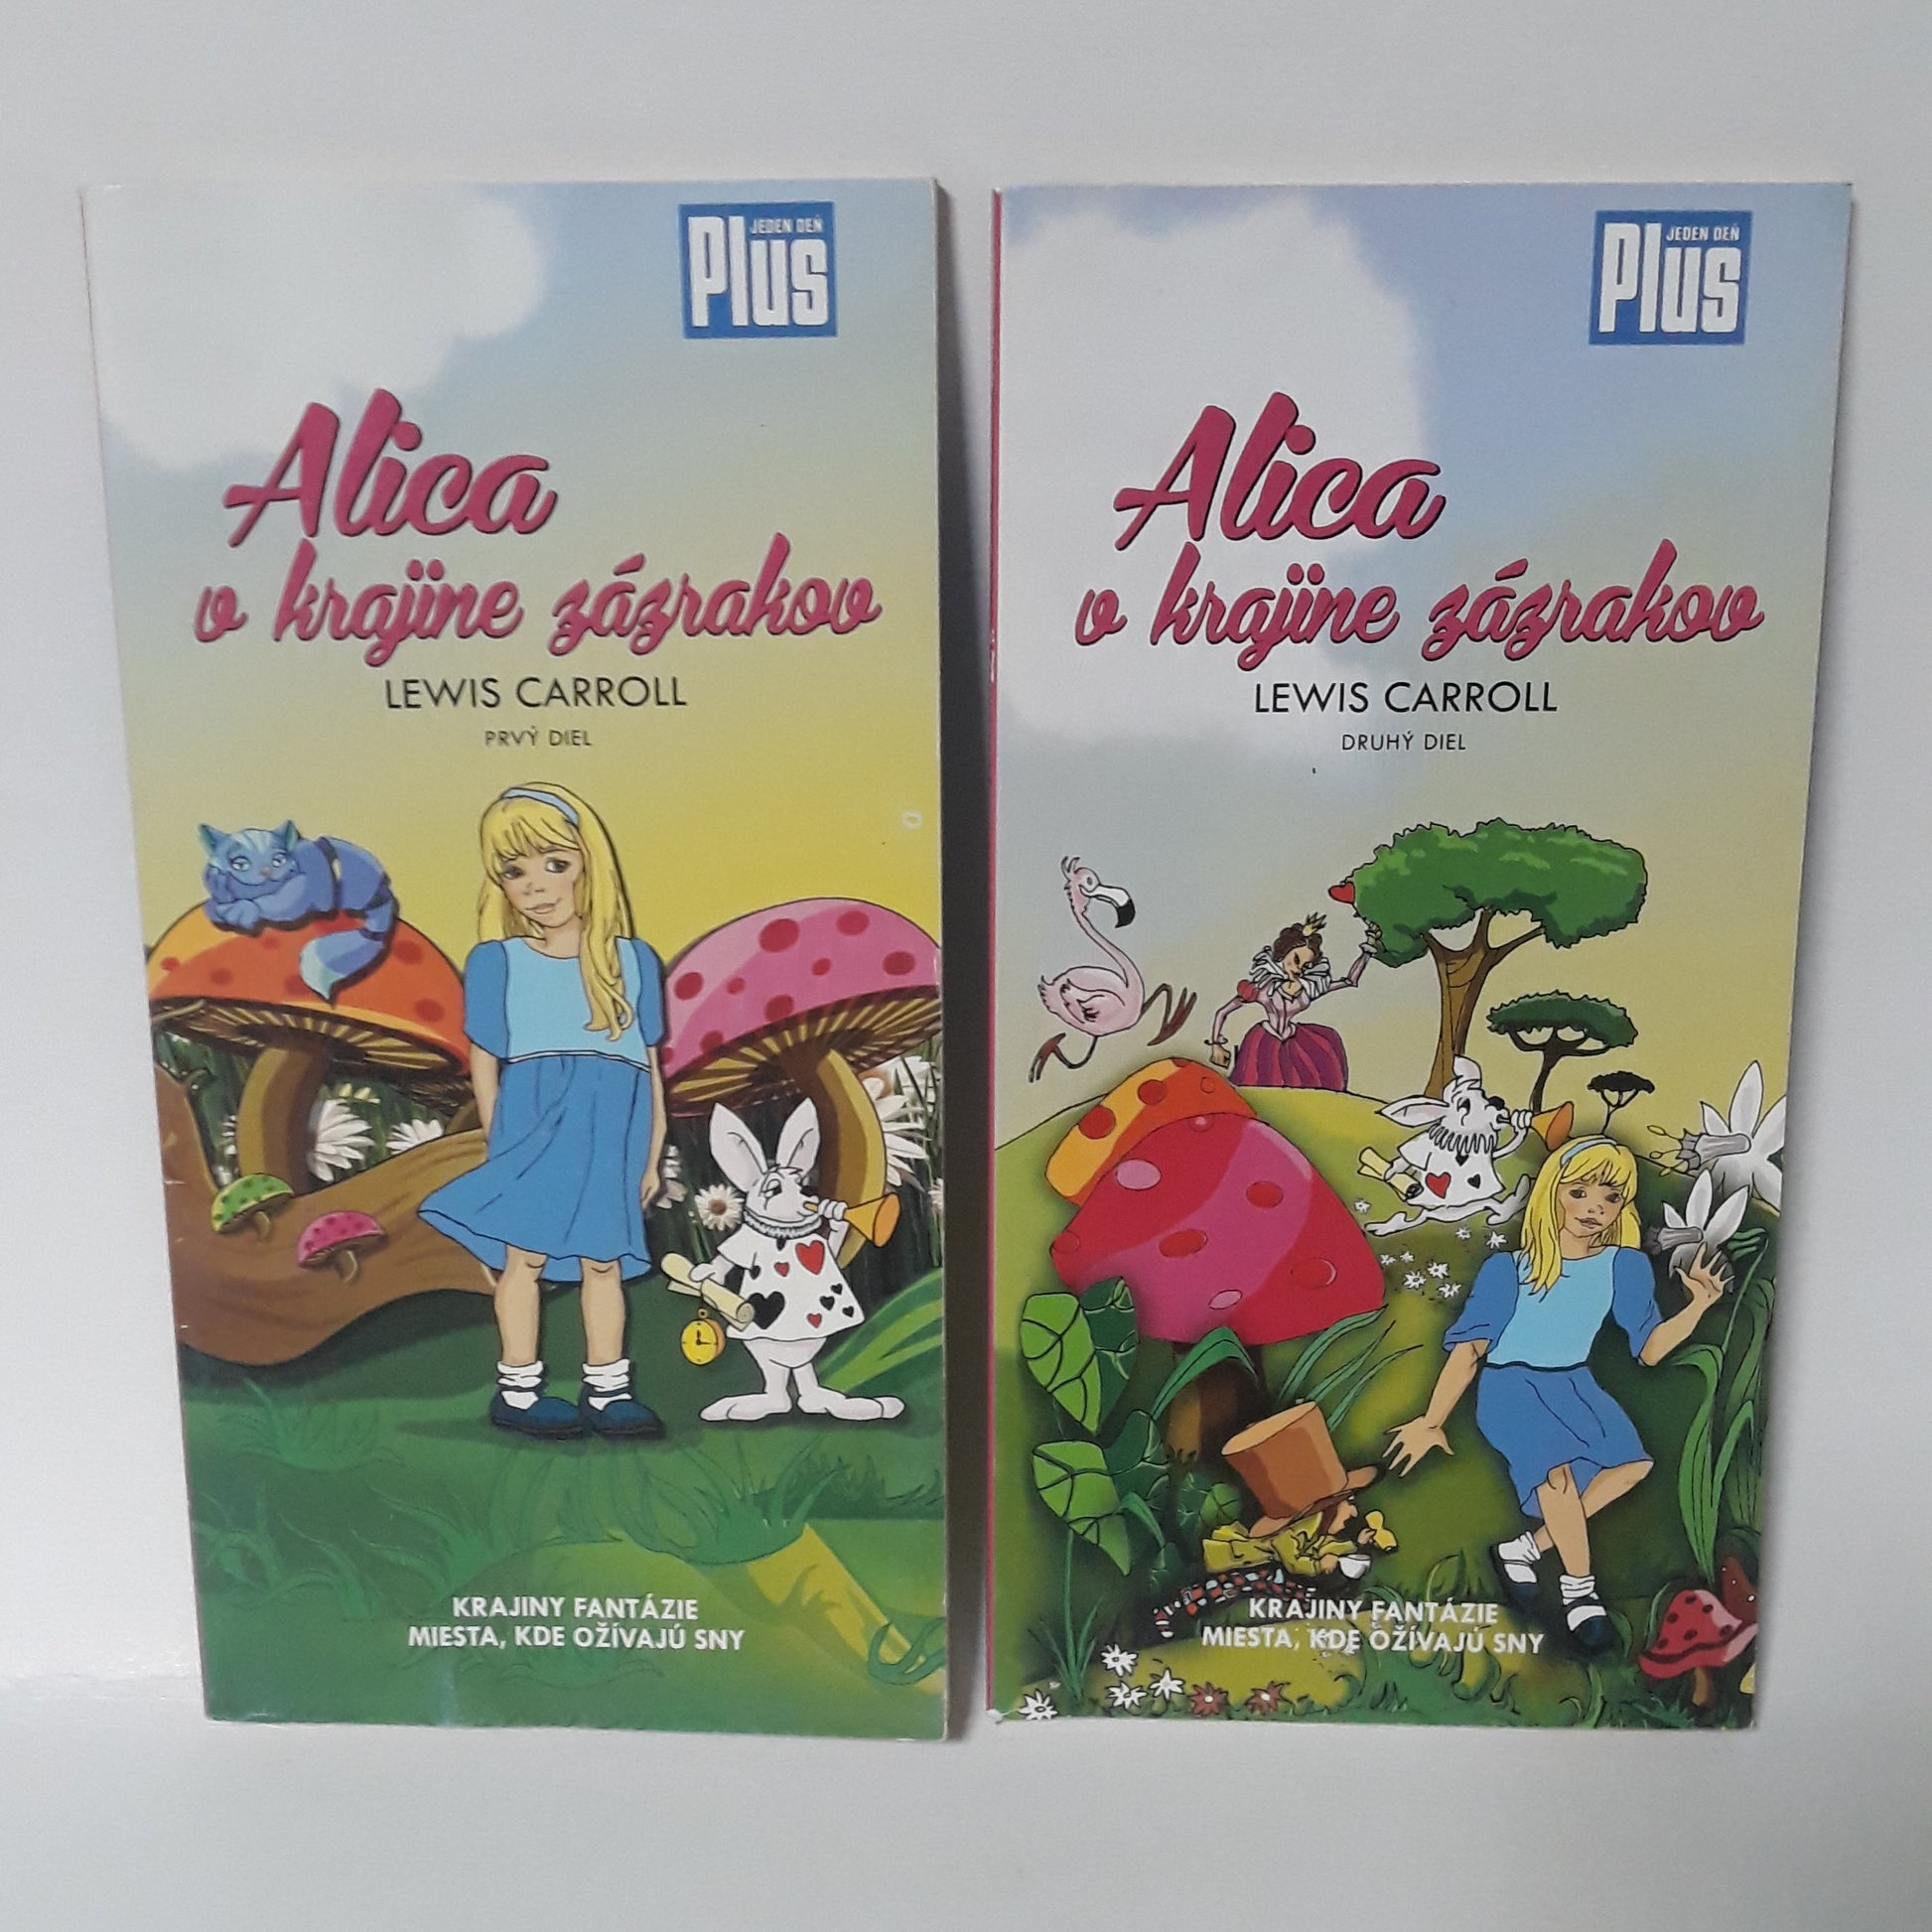 JEDEN DEŇ
Plus
Alica
v krajine zázrakov
LEWIS CARROLL
PRVÝ DIEL
KRAJINY FANTÁZIE
MIESTA, KDE OŽÍVAJÚ SNY
JEDEN DEŇ
Plus
Alica
v krajine zázrakov
LEWIS CARROLL
DRUHÝ DIEL
KRAJINY FANTÁZIE
MIESTA, KDE OŽÍVAJÚ SNY